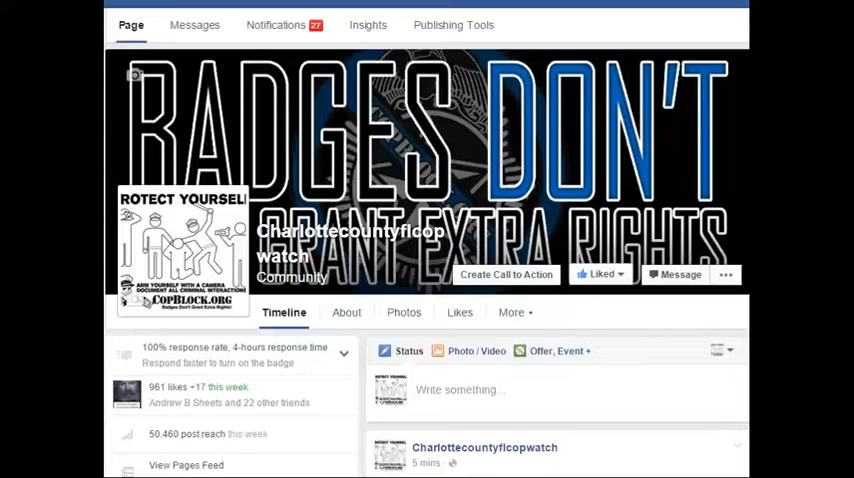 Page Messages Notifications 27 Insights Publishing Tools
BADGES DON'T
GRANT EXTRA RIGHTS
COPBLOCK
ROTECT YOURSEL
ARM YOURSELF WITH A CAMERA
DOCUMENT ALL CRIMINAL INTERACTIONS
COPBLOCK.ORG
Badges Don't Grant Extra Rights
Charlottecountyflcop
watch
Community
Create Call to Action Liked Message
Timeline About Photos Likes More
100% response rate, 4-hours response time
Respond faster to turn on the badge
961 likes +17 this week
Andrew B Sheets and 22 other friends
50,460 post reach this week
View Pages Feed
Status Photo / Video Offer, Event +
Write something...
Charlottecountyflcopwatch
5 mins